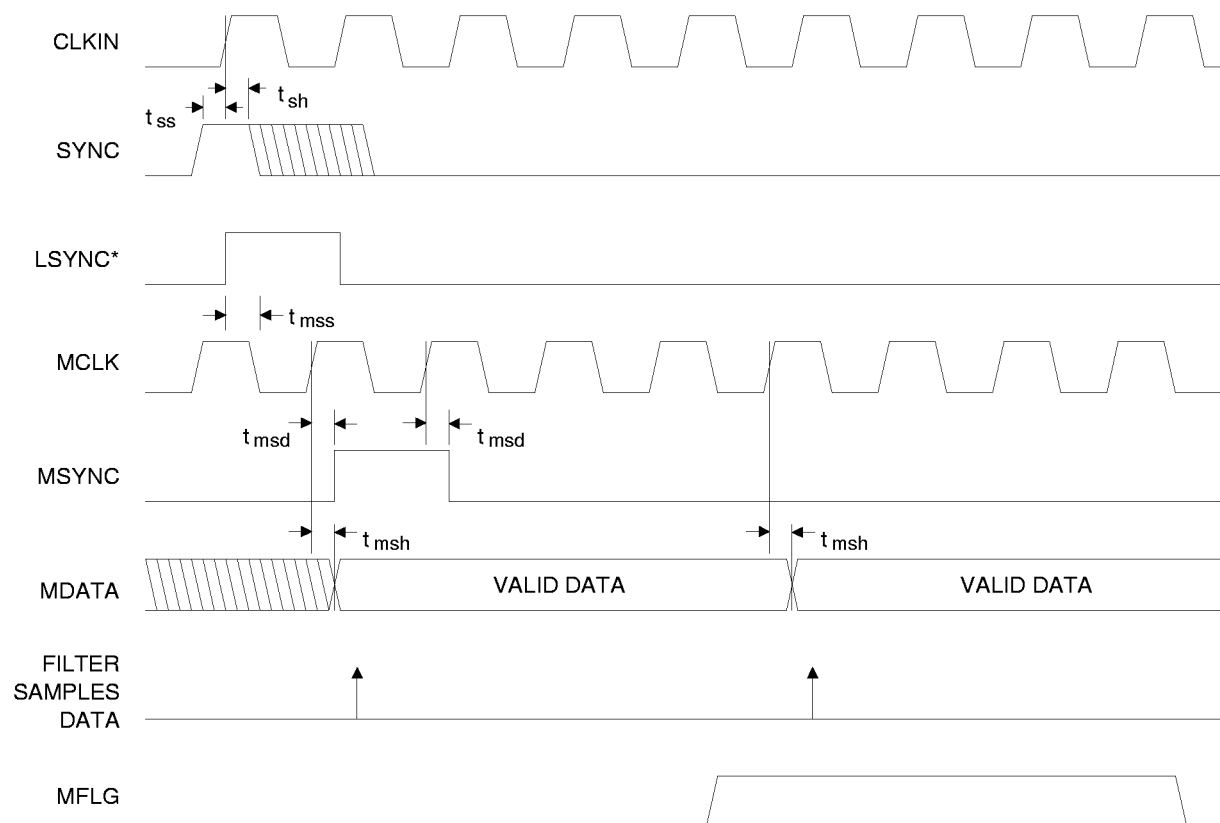 CLKIN
t sh
t ss
SYNC
LSYNC*
t mss
MCLK
t msd
t msd
MSYNC
t msh
t msh
MDATA
VALID DATA
VALID DATA
FILTER
SAMPLES
DATA
MFLG